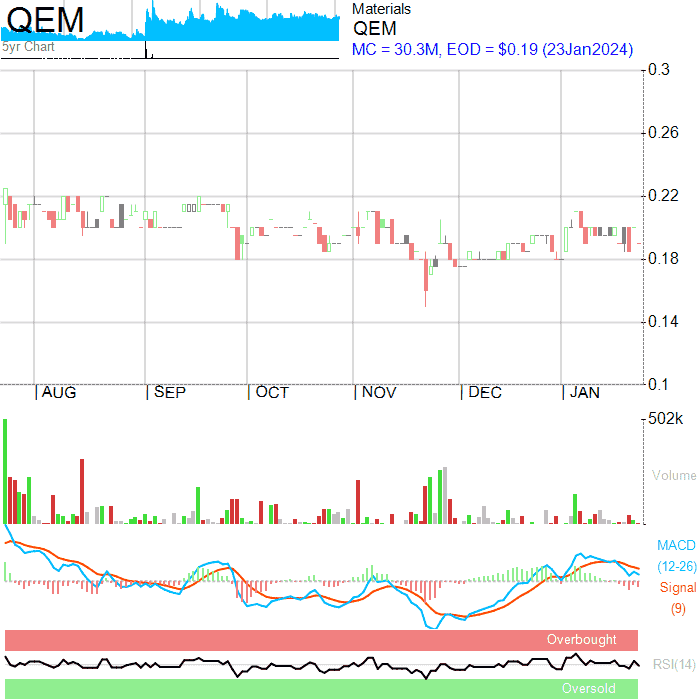 QEM
5yr Chart
Materials
QEM
MC = 30.3M, EOD = $0.19 (23Jan2024)
0.3
0.26
0.22
0.18
0.14
0.1
AUG SEP OCT NOV DEC JAN
502k
Volume
MACD
(12-26)
Signal
(9)
Overbought
RSI(14)
Oversold